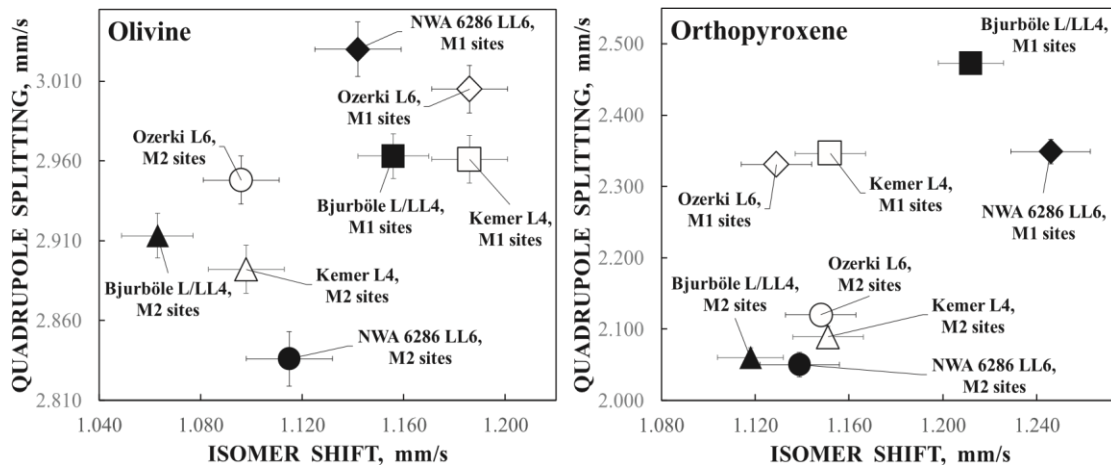 Olivine
QUADRUPOLE SPLITTING, mm/s
3.010
2.960
2.910
2.860
2.810
NWA 6286 LL6,
M1 sites
Ozerki L6,
M1 sites
Ozerki L6,
M2 sites
Bjurböle L/LL4,
M1 sites
Kemer L4,
M1 sites
Bjurböle L/LL4,
M2 sites
Kemer L4,
M2 sites
NWA 6286 LL6,
M2 sites
1.040 1.080 1.120 1.160 1.200
ISOMER SHIFT, mm/s
Orthopyroxene
QUADRUPOLE SPLITTING, mm/s
2.500
2.400
2.300
2.200
2.100
2.000
Bjurböle L/LL4,
M1 sites
Ozerki L6,
M1 sites
Kemer L4,
M1 sites
NWA 6286 LL6,
M1 sites
Ozerki L6,
M2 sites
Bjurböle L/LL4,
M2 sites
Kemer L4,
M2 sites
NWA 6286 LL6,
M2 sites
1.080 1.120 1.160 1.200 1.240
ISOMER SHIFT, mm/s